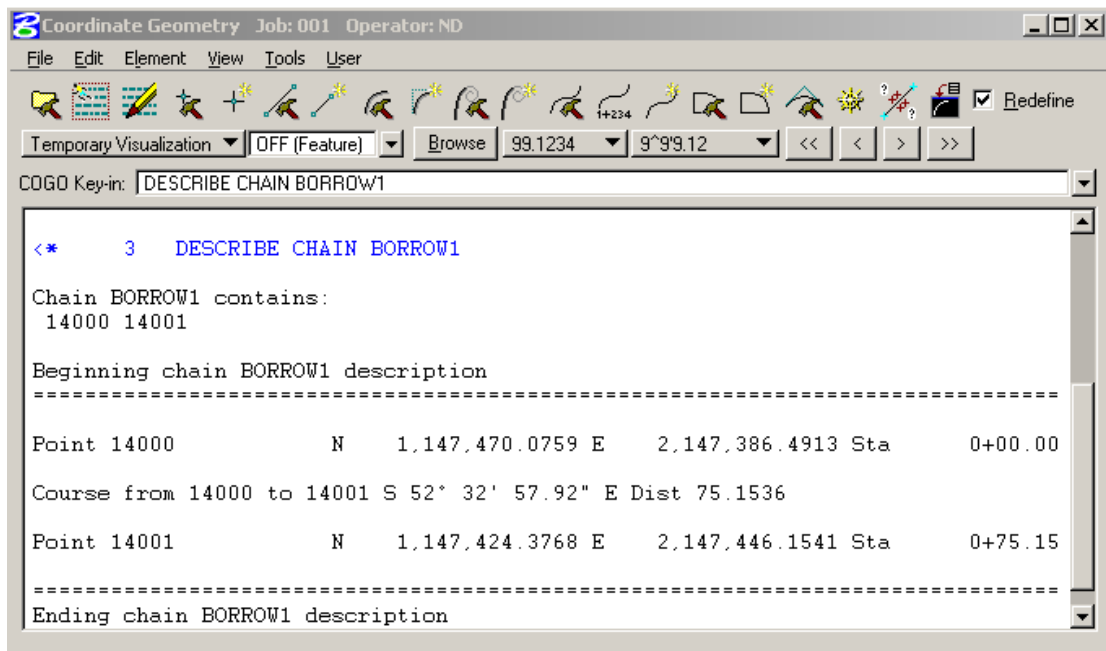 Coordinate Geometry Job: 001 Operator: ND
File Edit Element View Tools User
1+234 ? ? Redefine
Temporary Visualization OFF (Feature) Browse 99.1234 9^9'9.12 << < > >>
COGO Key-in: DESCRIBE CHAIN BORROW1
<* 3 DESCRIBE CHAIN BORROW1
Chain BORROW1 contains:
14000 14001
Beginning chain BORROW1 description
===========================================================================
Point 14000 N 1,147,470.0759 E 2,147,386.4913 Sta 0+00.00
Course from 14000 to 14001 S 52° 32' 57.92" E Dist 75.1536
Point 14001 N 1,147,424.3768 E 2,147,446.1541 Sta 0+75.15
===========================================================================
Ending chain BORROW1 description